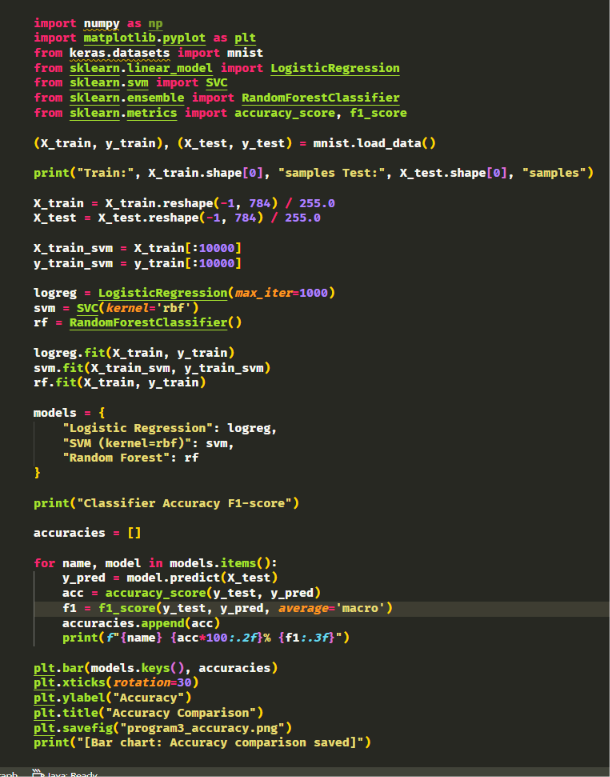 import numpy as np
import matplotlib.pyplot as plt
from keras.datasets import mnist
from sklearn.linear_model import LogisticRegression
from sklearn.svm import SVC
from sklearn.ensemble import RandomForestClassifier
from sklearn.metrics import accuracy_score, f1_score
(X_train, y_train), (X_test, y_test) = mnist.load_data()
print("Train:", X_train.shape[0], "samples Test:", X_test.shape[0], "samples")
X_train = X_train.reshape(-1, 784) / 255.0
X_test = X_test.reshape(-1, 784) / 255.0
X_train_svm = X_train[:10000]
y_train_svm = y_train[:10000]
logreg = LogisticRegression(max_iter=1000)
svm = SVC(kernel='rbf')
rf = RandomForestClassifier()
logreg.fit(X_train, y_train)
svm.fit(X_train_svm, y_train_svm)
rf.fit(X_train, y_train)
models = {
    "Logistic Regression": logreg,
    "SVM (kernel=rbf)": svm,
    "Random Forest": rf
}
print("Classifier Accuracy F1-score")
accuracies = []
for name, model in models.items():
    y_pred = model.predict(X_test)
    acc = accuracy_score(y_test, y_pred)
    f1 = f1_score(y_test, y_pred, average='macro')
    accuracies.append(acc)
    print(f"{name} {acc*100:.2f}% {f1:.3f}")
plt.bar(models.keys(), accuracies)
plt.xticks(rotation=30)
plt.ylabel("Accuracy")
plt.title("Accuracy Comparison")
plt.savefig("program3_accuracy.png")
print("[Bar chart: Accuracy comparison saved]")
Java: Ready